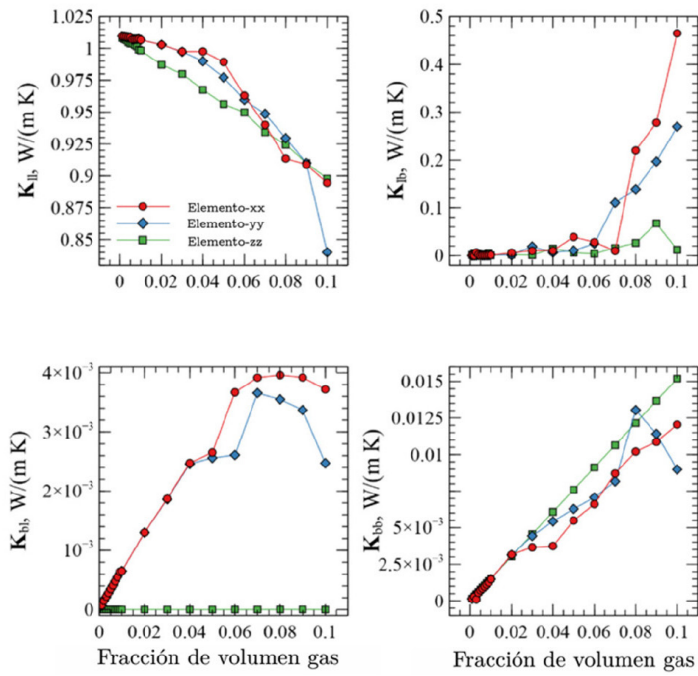 1.025
1
0.975
0.95
0.925
0.9
0.875
0.85
K_ll, W/(m K)
Elemento-xx
Elemento-yy
Elemento-zz
0 0.02 0.04 0.06 0.08 0.1
0.5
0.4
0.3
0.2
0.1
0
K_lb, W/(m K)
0 0.02 0.04 0.06 0.08 0.1
4×10⁻³
3×10⁻³
2×10⁻³
10⁻³
0
K_bl, W/(m K)
0 0.02 0.04 0.06 0.08 0.1
Fracción de volumen gas
0.015
0.0125
0.01
5×10⁻³
2.5×10⁻³
0
K_bb, W/(m K)
0 0.02 0.04 0.06 0.08 0.1
Fracción de volumen gas